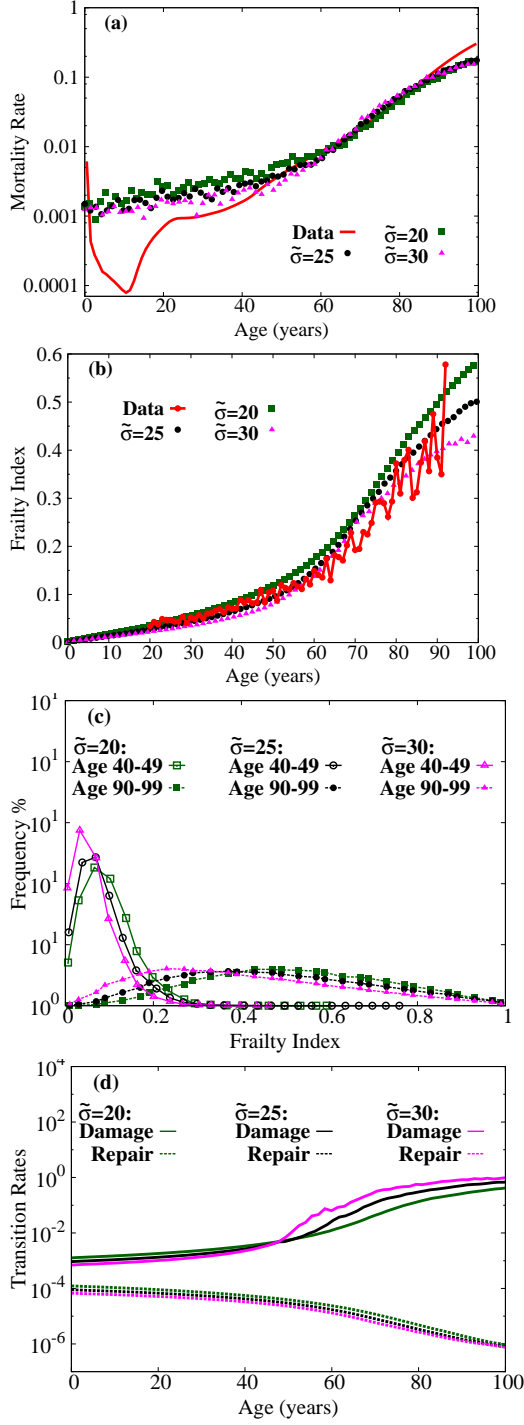 (a)
Mortality Rate
1
0.1
0.01
0.001
0.0001
Data
σ̃=20
σ̃=25
σ̃=30
0 20 40 60 80 100
Age (years)
(b)
Frailty Index
0.6
0.5
0.4
0.3
0.2
0.1
0
Data
σ̃=20
σ̃=25
σ̃=30
0 10 20 30 40 50 60 70 80 90 100
Age (years)
(c)
Frequency %
10¹
10¹
10¹
10¹
10¹
10⁰
σ̃=20: σ̃=25: σ̃=30:
Age 40-49 Age 40-49 Age 40-49
Age 90-99 Age 90-99 Age 90-99
0 0.2 0.4 0.6 0.8 1
Frailty Index
(d)
Transition Rates
10⁴
10²
10⁰
10⁻²
10⁻⁴
10⁻⁶
σ̃=20: σ̃=25: σ̃=30:
Damage Damage Damage
Repair Repair Repair
0 20 40 60 80 100
Age (years)